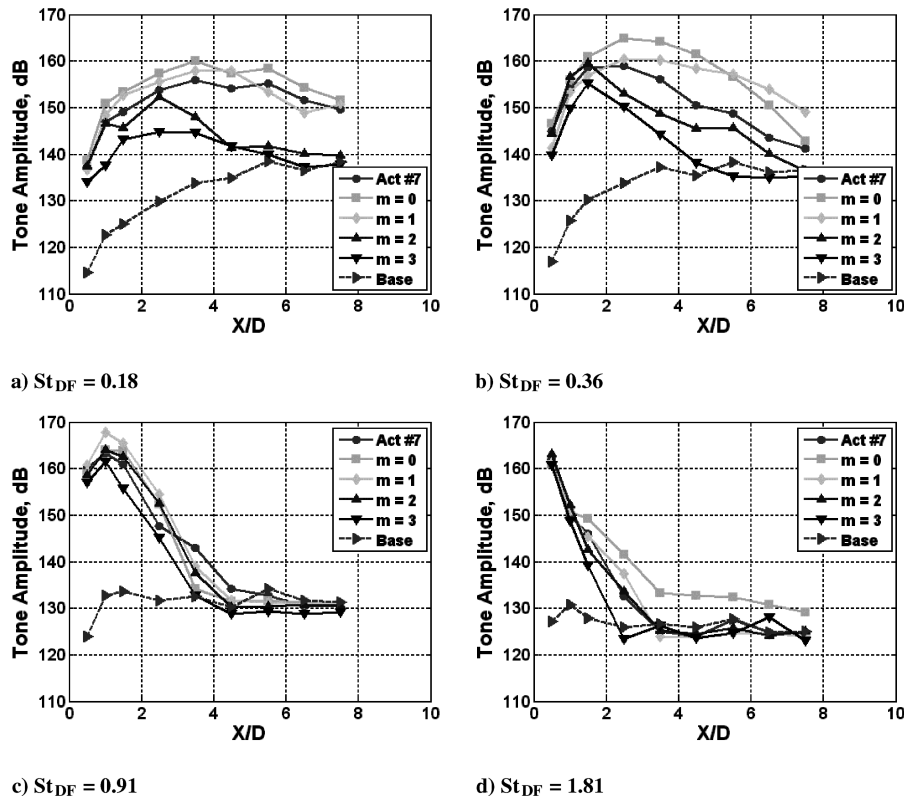 170
160
150
140
130
120
110
Tone Amplitude, dB
0 2 4 6 8 10
X/D
Act #7
m = 0
m = 1
m = 2
m = 3
Base
a) St_DF = 0.18
170
160
150
140
130
120
110
Tone Amplitude, dB
0 2 4 6 8 10
X/D
Act #7
m = 0
m = 1
m = 2
m = 3
Base
b) St_DF = 0.36
170
160
150
140
130
120
110
Tone Amplitude, dB
0 2 4 6 8 10
X/D
Act #7
m = 0
m = 1
m = 2
m = 3
Base
c) St_DF = 0.91
170
160
150
140
130
120
110
Tone Amplitude, dB
0 2 4 6 8 10
X/D
Act #7
m = 0
m = 1
m = 2
m = 3
Base
d) St_DF = 1.81